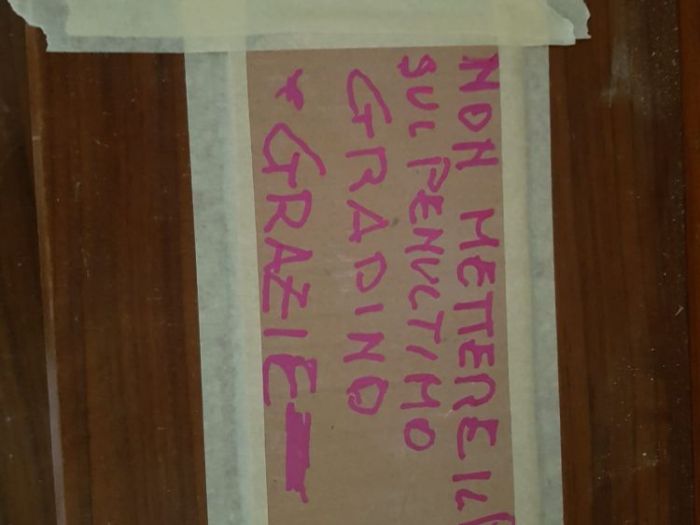 NON METTERE IL
SUL PENULTIMO
GRADINO
* GRAZIE